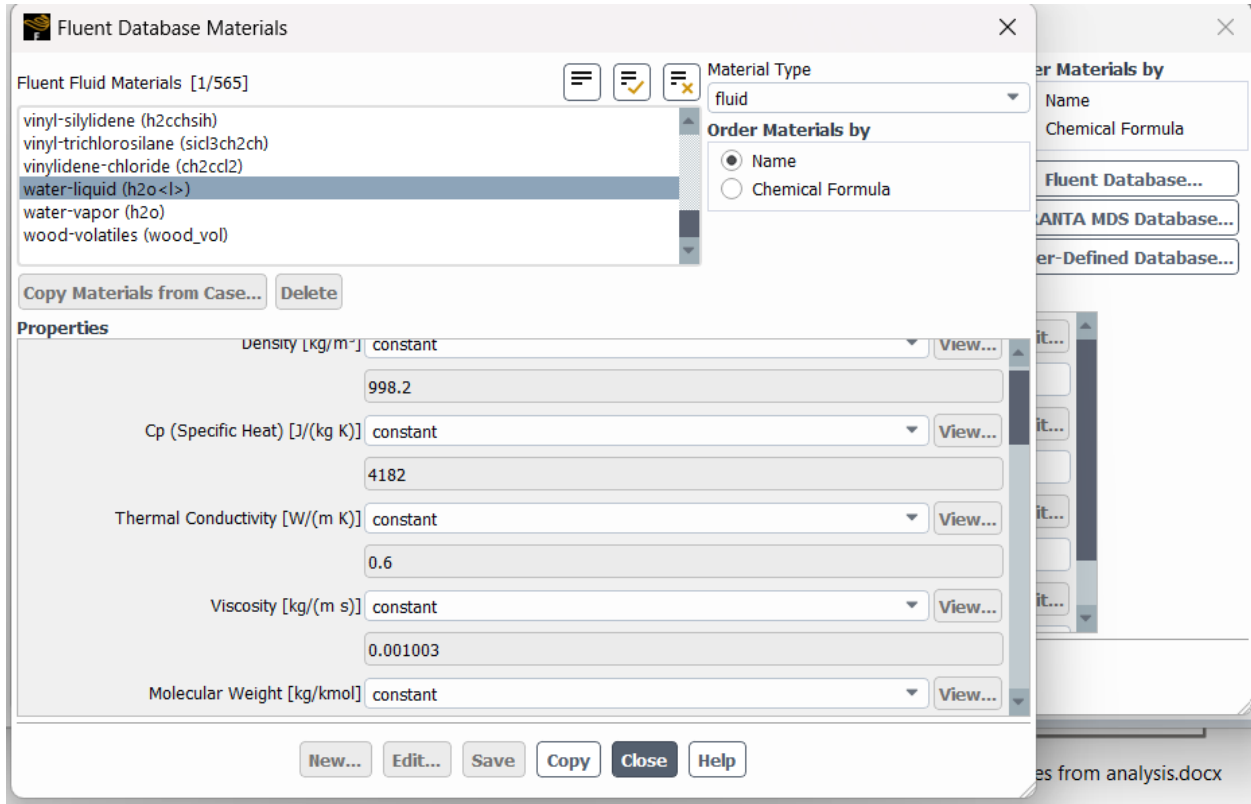 Fluent Database Materials
Fluent Fluid Materials [1/565]
vinyl-silylidene (h2cchsih)
vinyl-trichlorosilane (sicl3ch2ch)
vinylidene-chloride (ch2ccl2)
water-liquid (h2o<l>)
water-vapor (h2o)
wood-volatiles (wood_vol)
Material Type
fluid
Order Materials by
Name
Chemical Formula
Copy Materials from Case... Delete
Properties
Density [kg/m³] constant View...
998.2
Cp (Specific Heat) [J/(kg K)] constant View...
4182
Thermal Conductivity [W/(m K)] constant View...
0.6
Viscosity [kg/(m s)] constant View...
0.001003
Molecular Weight [kg/kmol] constant View...
New... Edit... Save Copy Close Help
er Materials by
Name
Chemical Formula
Fluent Database...
ANTA MDS Database...
er-Defined Database...
it...
it...
it...
it...
es from analysis.docx